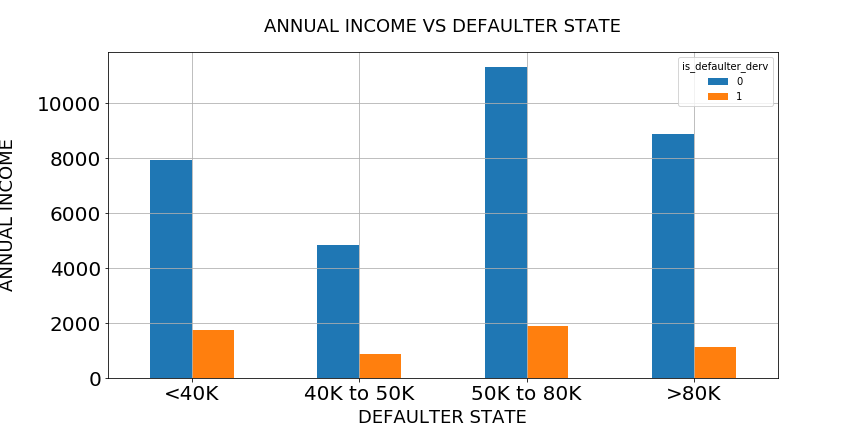 ANNUAL INCOME VS DEFAULTER STATE
is_defaulter_derv
0
1
ANNUAL INCOME
10000
8000
6000
4000
2000
0
<40K
40K to 50K
50K to 80K
>80K
DEFAULTER STATE